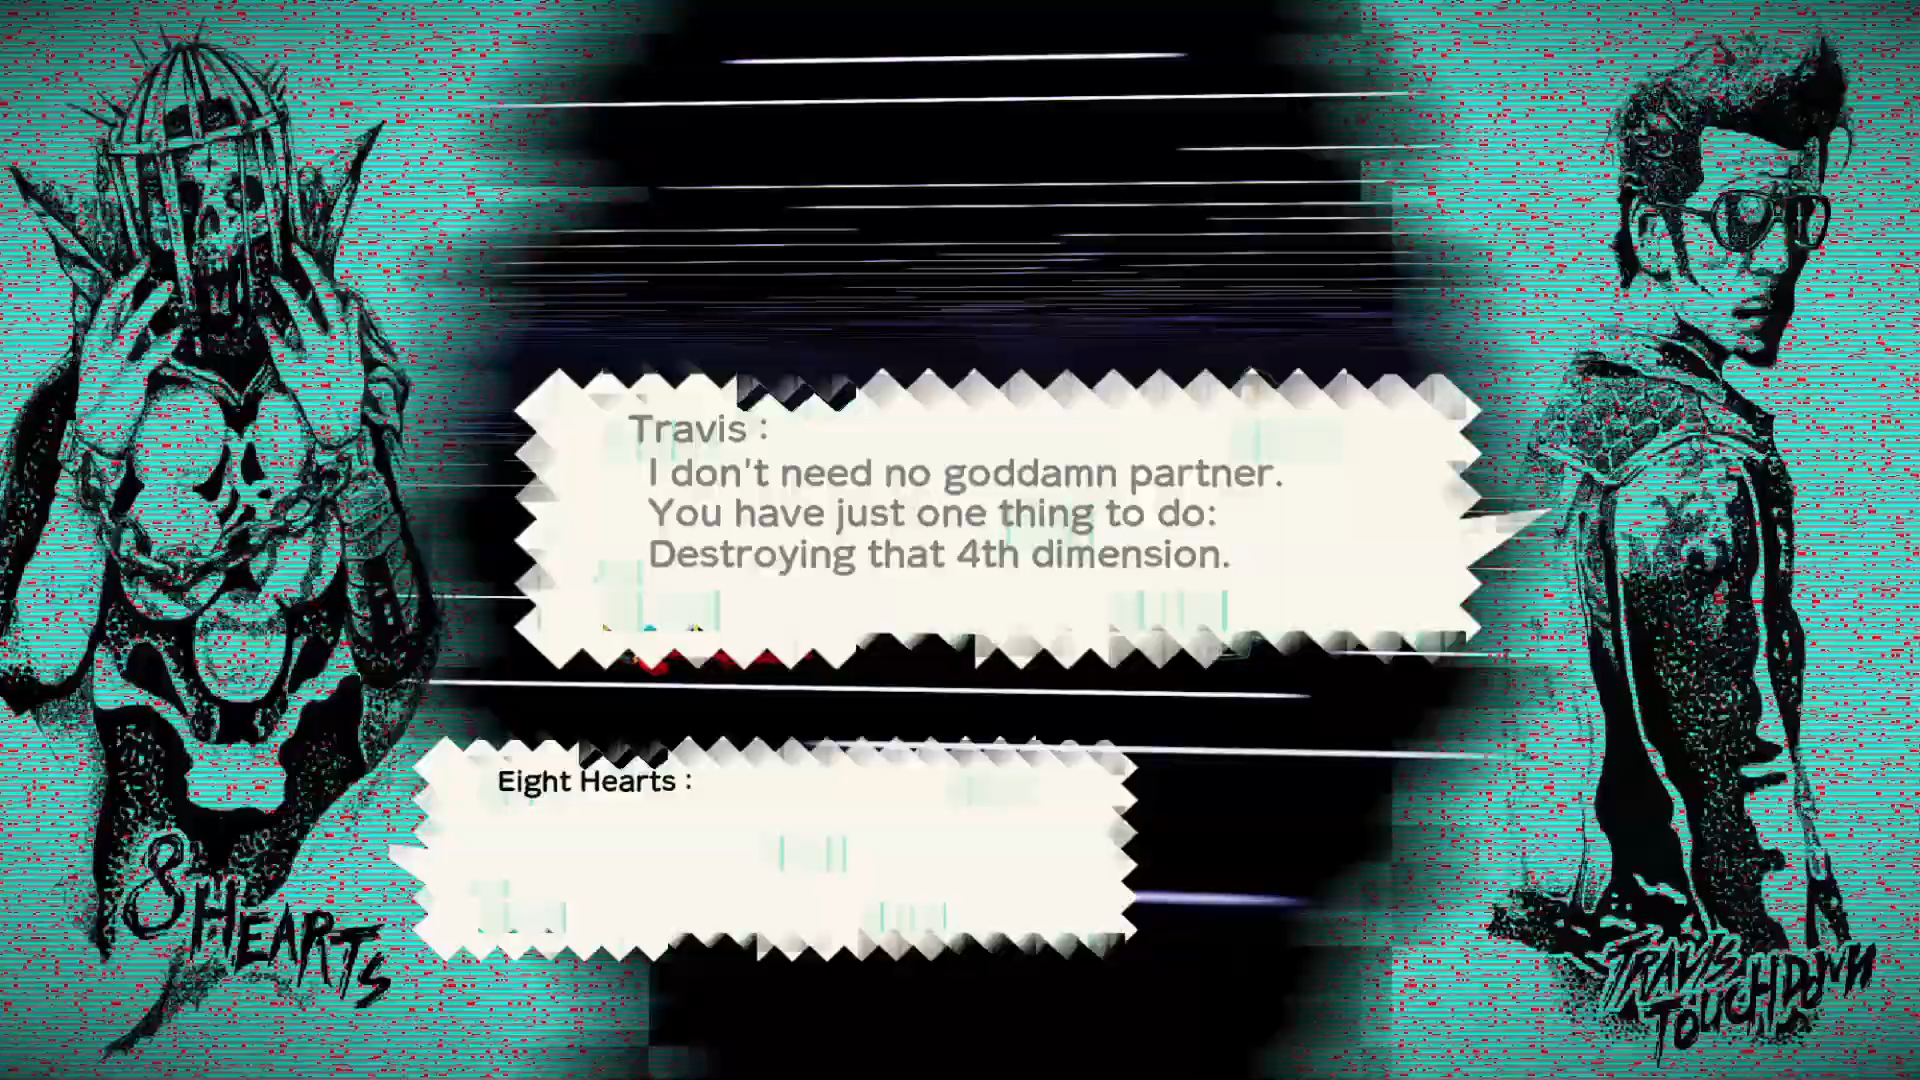 Travis :
I don't need no goddamn partner.
You have just one thing to do:
Destroying that 4th dimension.
Eight Hearts :
8
HEARTS
TRAVIS
TOUCHDOWN